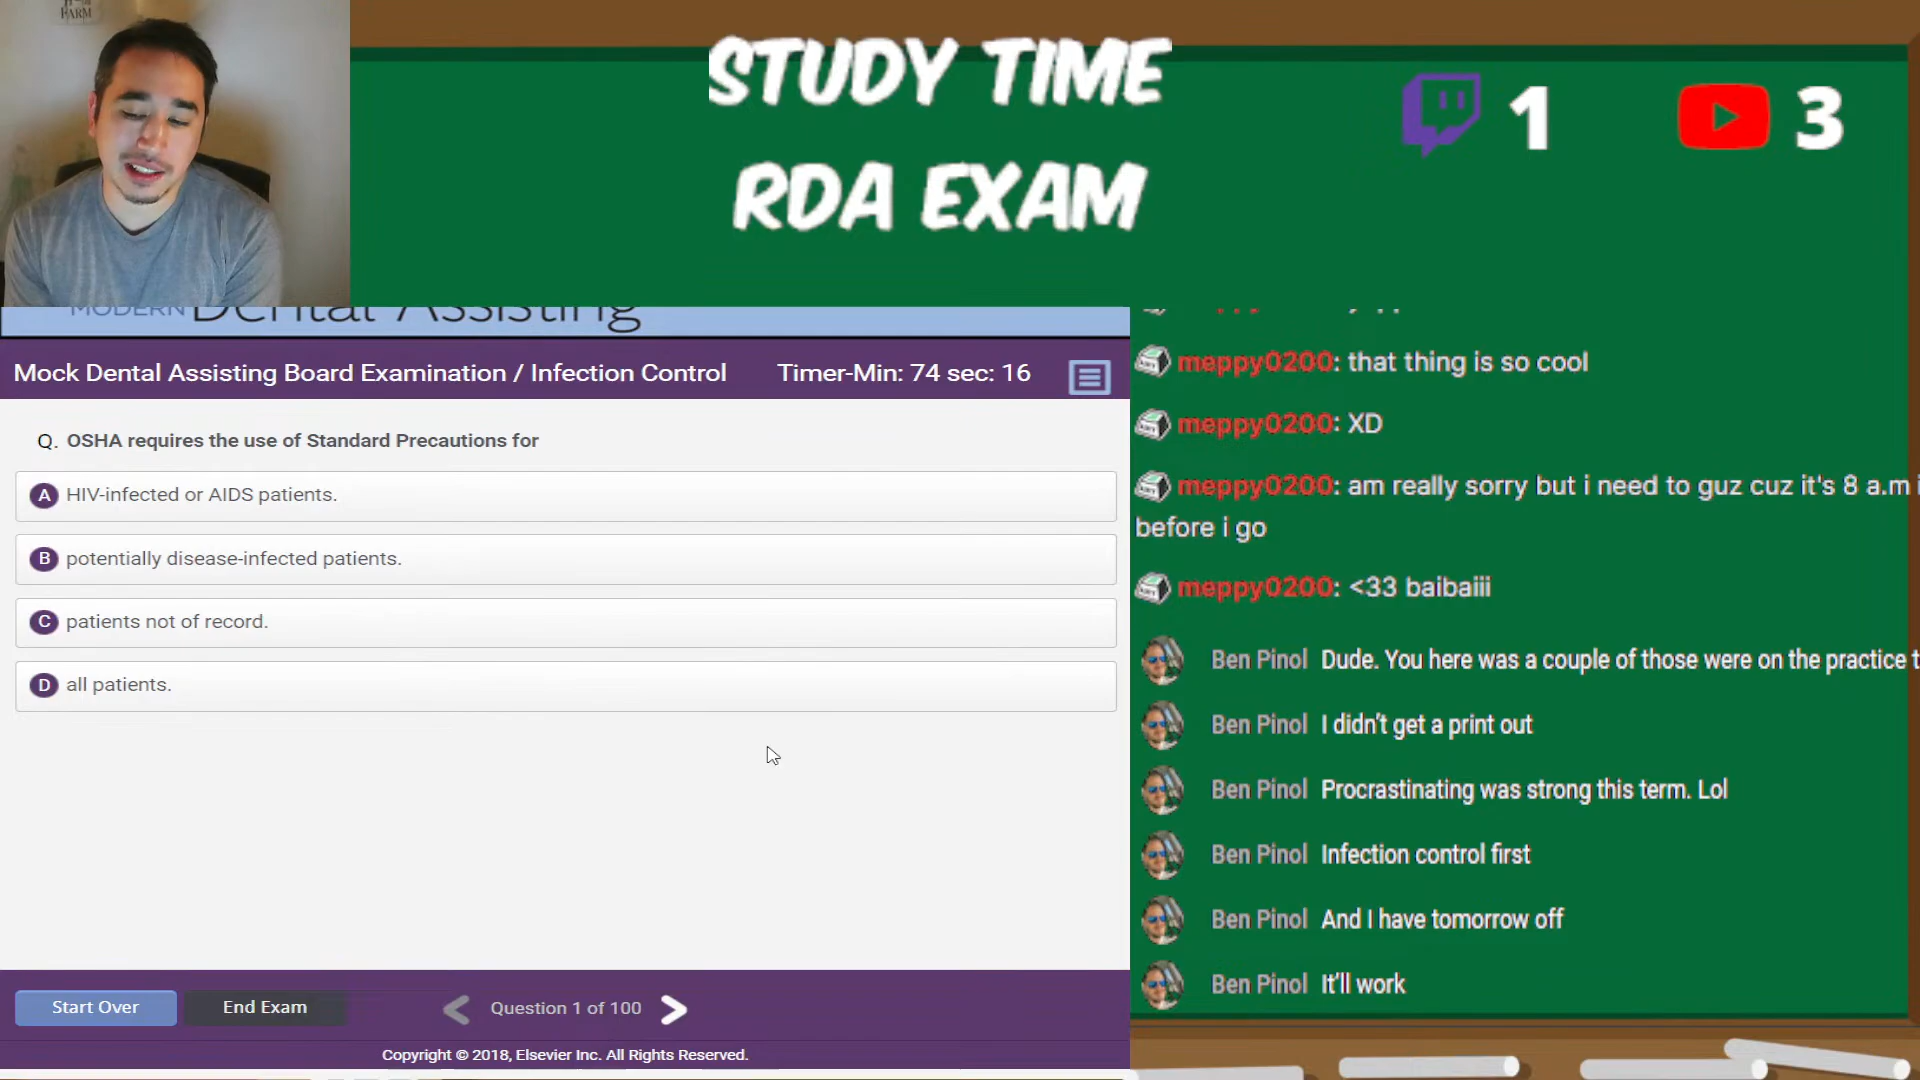 FARM
STUDY TIME
RDA EXAM
1
3
MODERN Dental Assisting
Mock Dental Assisting Board Examination / Infection Control
Timer-Min: 74 sec: 16
Q. OSHA requires the use of Standard Precautions for
A HIV-infected or AIDS patients.
B potentially disease-infected patients.
C patients not of record.
D all patients.
Start Over
End Exam
Question 1 of 100
Copyright © 2018, Elsevier Inc. All Rights Reserved.
meppy0200: that thing is so cool
meppy0200: XD
meppy0200: am really sorry but i need to guz cuz it's 8 a.m i
before i go
meppy0200: <33 baibaiii
Ben Pinol Dude. You here was a couple of those were on the practice t
Ben Pinol I didn't get a print out
Ben Pinol Procrastinating was strong this term. Lol
Ben Pinol Infection control first
Ben Pinol And I have tomorrow off
Ben Pinol It'll work